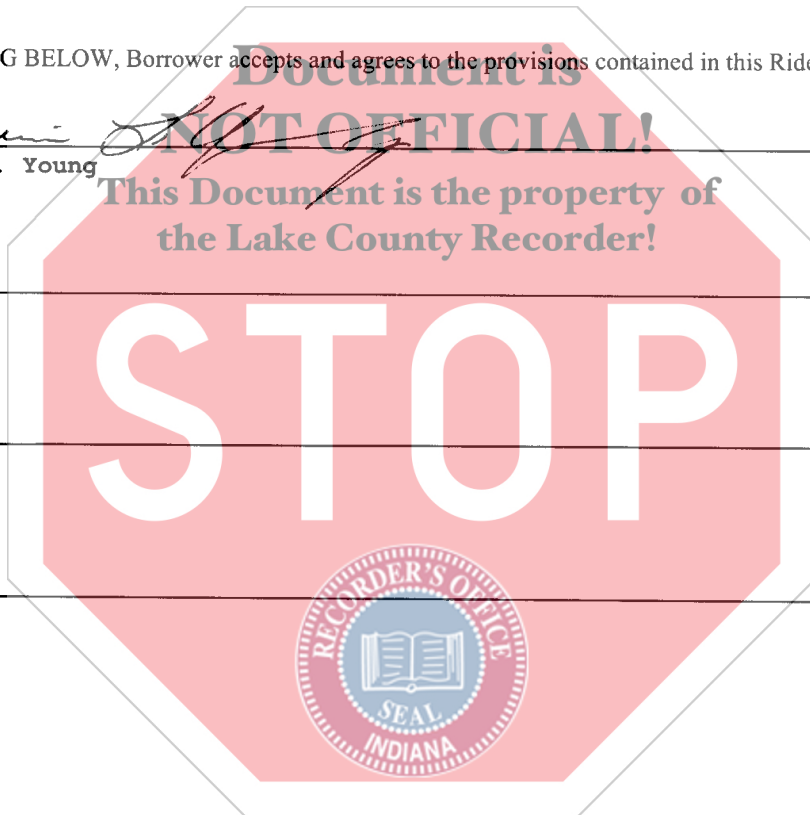 G BELOW, Borrower accepts and agrees to the provisions contained in this Ride
Document is
NOT OFFICIAL!
Young
This Document is the property of
the Lake County Recorder!
STOP
RECORDER'S OFFICE
SEAL
INDIANA